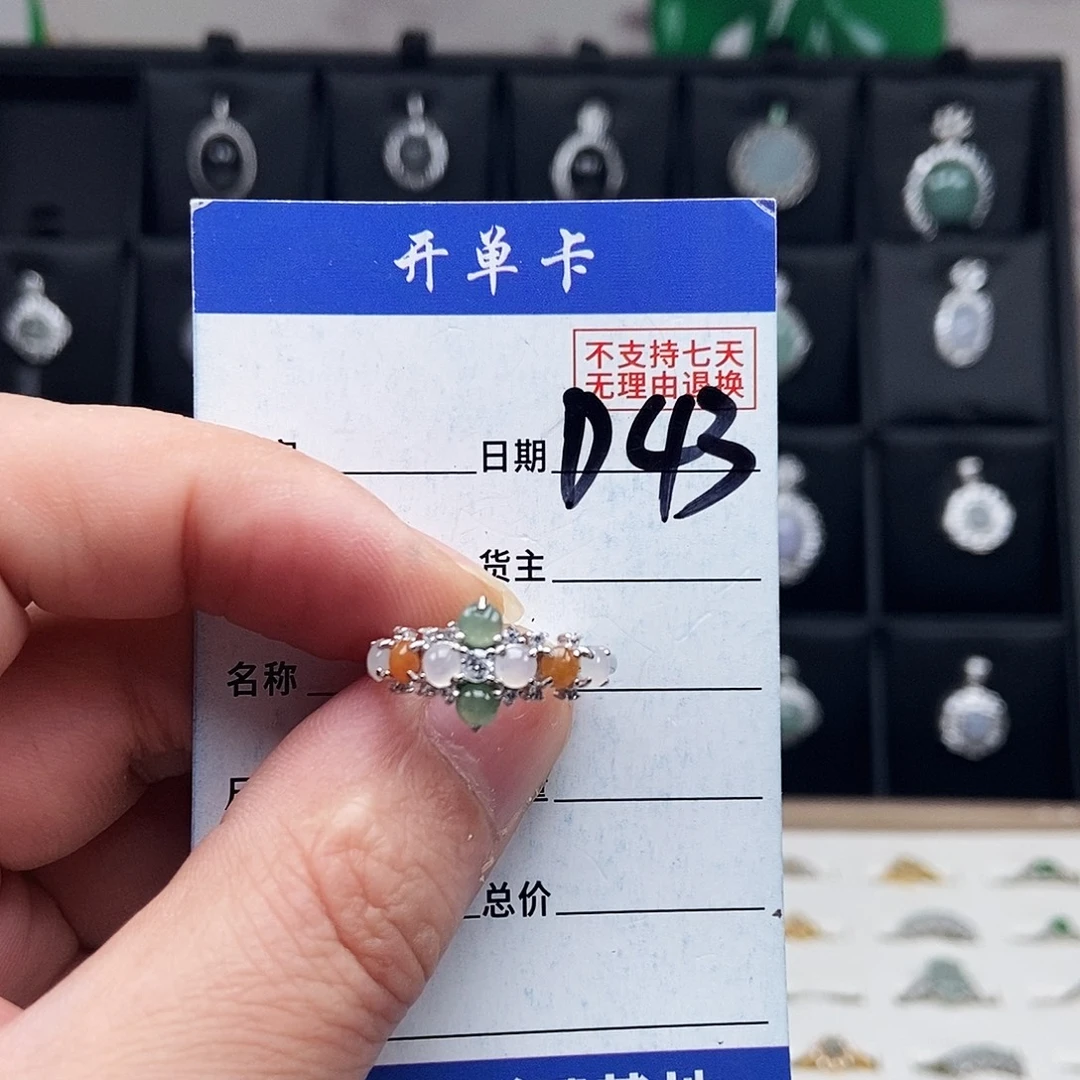 开单卡
不支持七天
无理由退换
日期 D43
货主
名称
总价